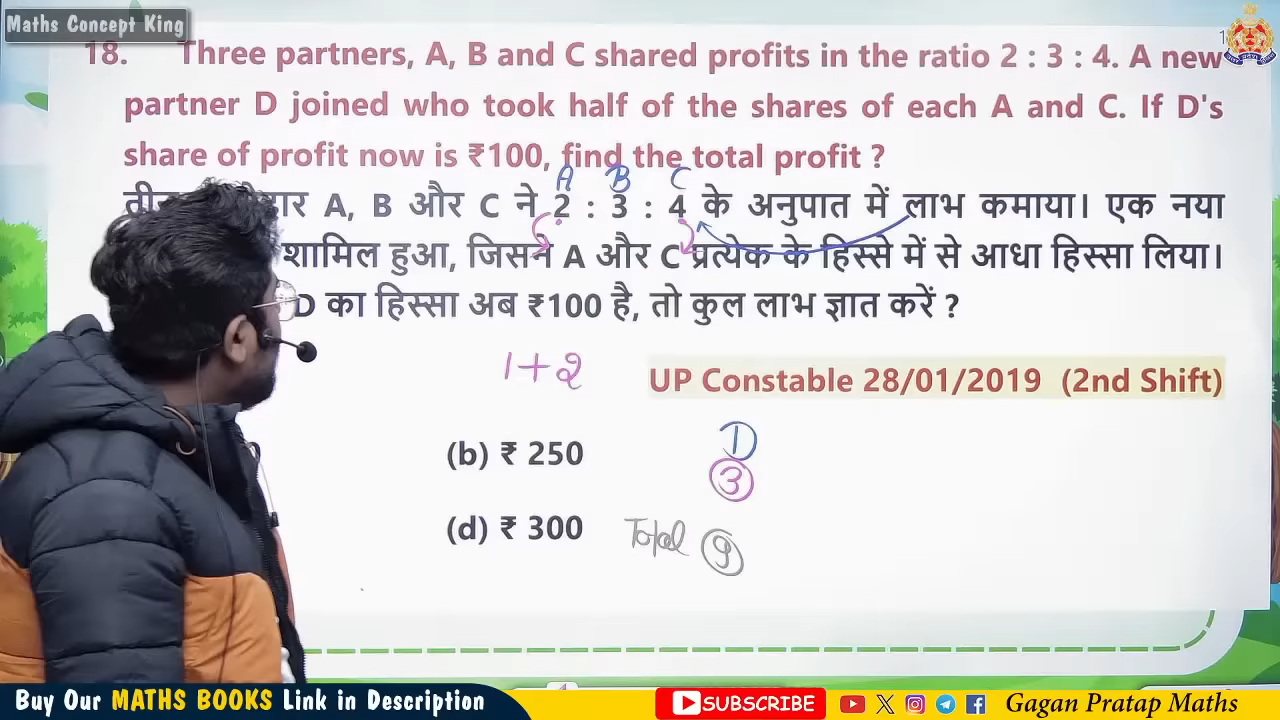 Maths Concept King
18. Three partners, A, B and C shared profits in the ratio 2 : 3 : 4. A new
partner D joined who took half of the shares of each A and C. If D's
share of profit now is ₹100, find the total profit ?
A B C
A, B और C ने 2 : 3 : 4 के अनुपात में लाभ कमाया। एक नया
शामिल हुआ, जिसने A और C प्रत्येक के हिस्से में से आधा हिस्सा लिया।
D का हिस्सा अब ₹100 है, तो कुल लाभ ज्ञात करें ?
1+2
UP Constable 28/01/2019 (2nd Shift)
D
(b) ₹ 250
3
(d) ₹ 300
Total 9
Buy Our MATHS BOOKS Link in Description
SUBSCRIBE
Gagan Pratap Maths